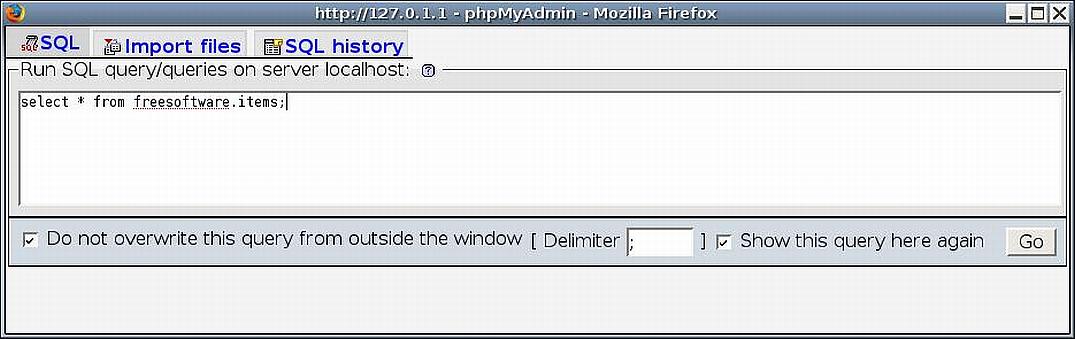 http://127.0.1.1 - phpMyAdmin - Mozilla Firefox
SQL Import files SQL history
Run SQL query/queries on server localhost:
select * from freesoftware.items;
Do not overwrite this query from outside the window [ Delimiter ; ] Show this query here again Go